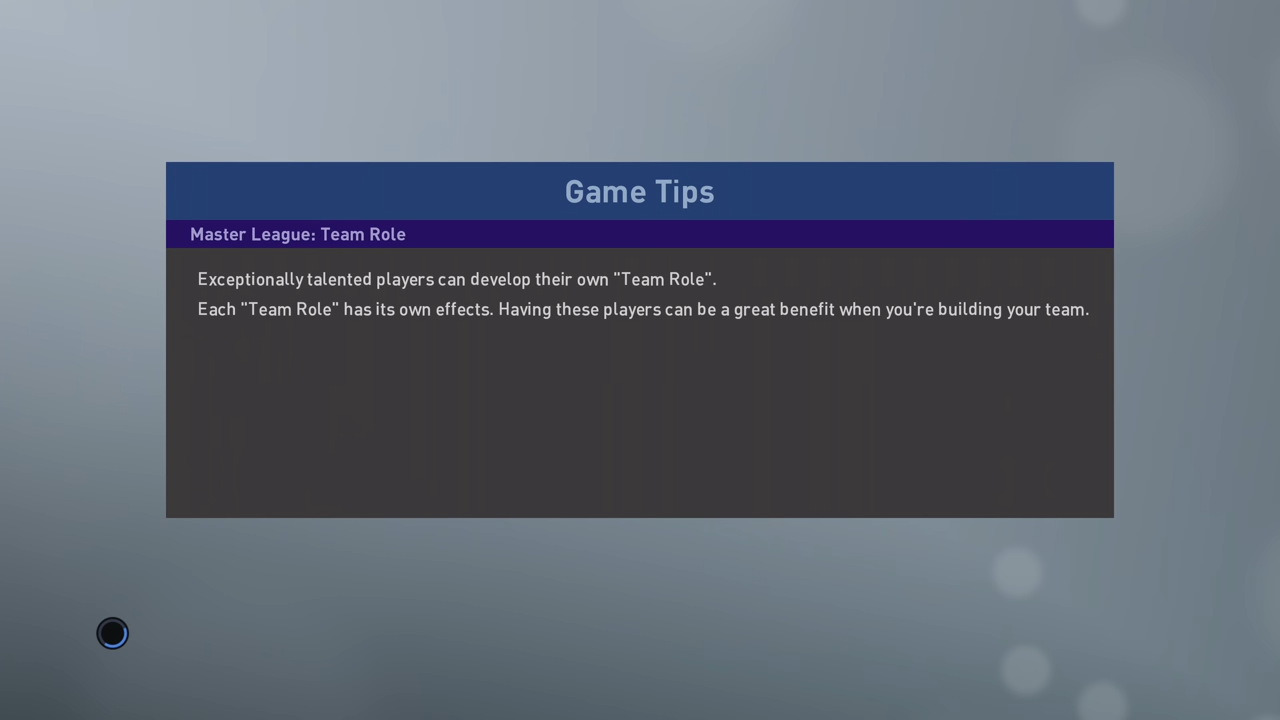 Game Tips
Master League: Team Role
Exceptionally talented players can develop their own "Team Role".
Each "Team Role" has its own effects. Having these players can be a great benefit when you're building your team.